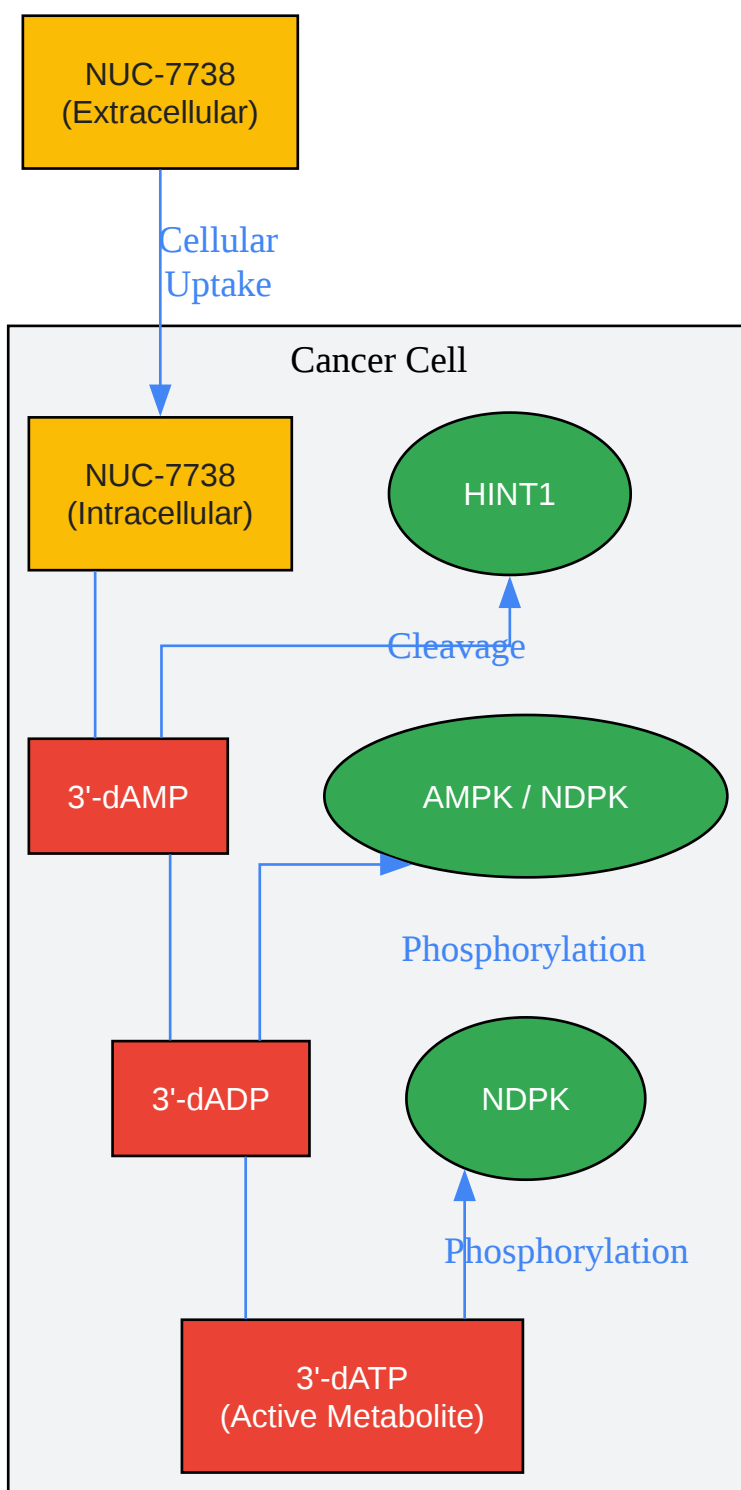 NUC-7738
(Extracellular)
Cellular
Uptake
Cancer Cell
NUC-7738
(Intracellular)
HINT1
Cleavage
3'-dAMP
AMPK / NDPK
Phosphorylation
3'-dADP
NDPK
Phosphorylation
3'-dATP
(Active Metabolite)